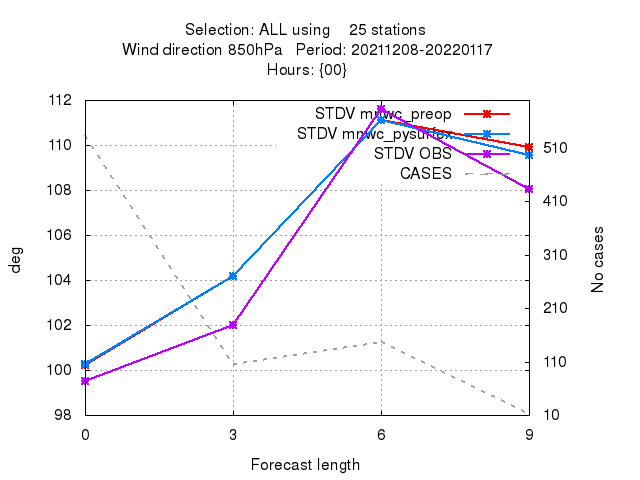 Selection: ALL using 25 stations
Wind direction 850hPa Period: 20211208-20220117
Hours: {00}
112
110
108
106
104
102
100
98
deg
STDV mnwc_preop
STDV mnwc_pysurfex
STDV OBS
CASES
510
410
310
210
110
10
No cases
0 3 6 9
Forecast length